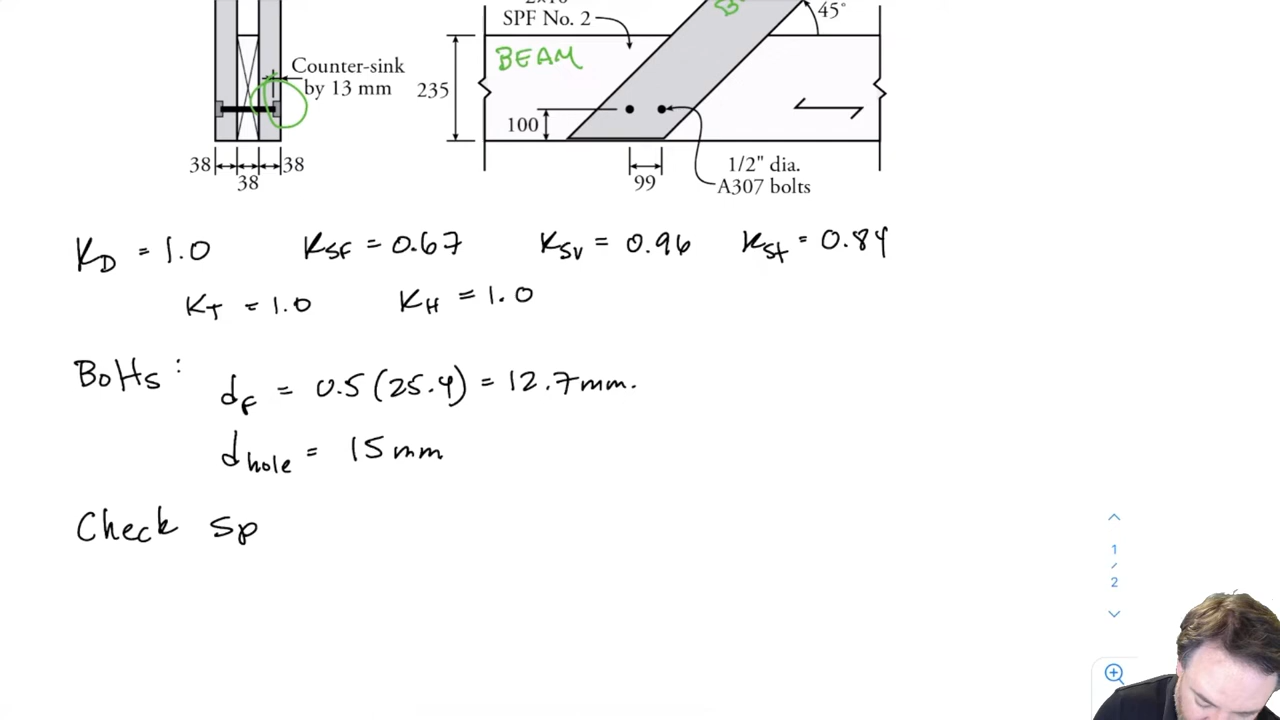 SPF No. 2
45°
BEAM
Counter-sink
by 13 mm
235
100
38
38
38
99
1/2" dia.
A307 bolts
K_D = 1.0 K_SF = 0.67 K_SV = 0.96 K_St = 0.84
K_T = 1.0 K_H = 1.0
Bolts : d_F = 0.5 (25.4) = 12.7 mm.
d_hole = 15 mm
Check Sp
1
/
2